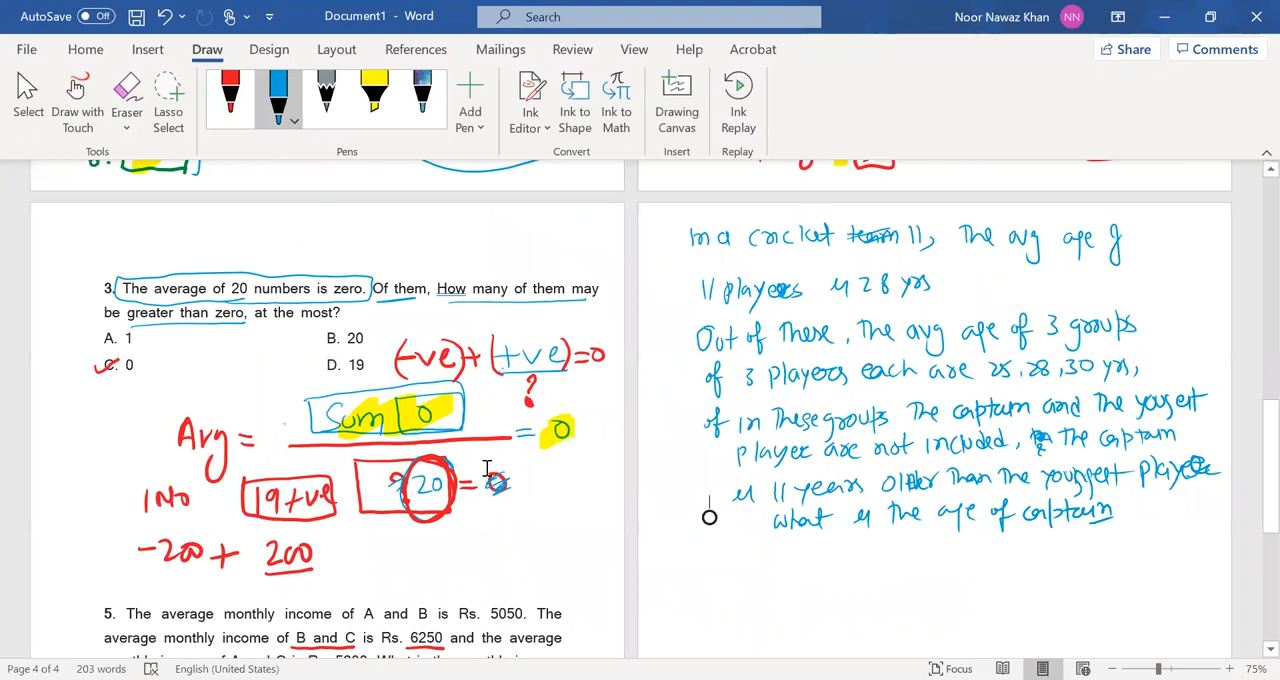 AutoSave Off Document1 - Word Search Noor Nawaz Khan NN
File Home Insert Draw Design Layout References Mailings Review View Help Acrobat Share Comments
Select Draw with Touch Eraser Lasso Select Add Pen Ink Editor Ink to Shape Ink to Math Drawing Canvas Ink Replay
Tools Pens Convert Insert Replay
3. The average of 20 numbers is zero. Of them, How many of them may
be greater than zero, at the most?
A. 1 B. 20
C. 0 D. 19
(-ve)+(+ve)=0
?
Sum 0
Avg = = 0
20 =
1 No 19 +ve
-200 + 200
5. The average monthly income of A and B is Rs. 5050. The
average monthly income of B and C is Rs. 6250 and the average
In a cricket team 11, The avg age of
11 players is 28 yrs
Out of These, The avg age of 3 groups
of 3 players each are 25, 28, 30 yrs,
of in These groups The captain and The yougest
player are not included, The captain
is 11 years older Than the youngest player
what is the age of captain
Page 4 of 4 203 words English (United States) Focus 75%